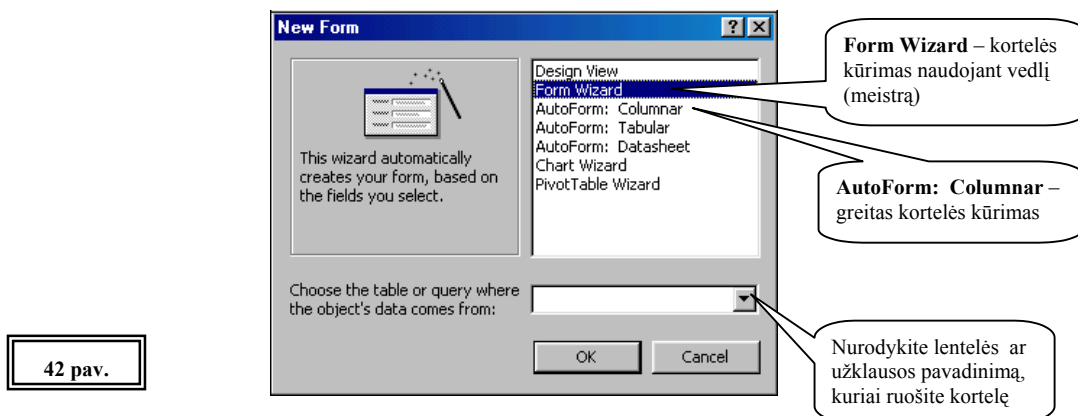 New Form
This wizard automatically
creates your form, based on
the fields you select.
Design View
Form Wizard
AutoForm: Columnar
AutoForm: Tabular
AutoForm: Datasheet
Chart Wizard
PivotTable Wizard
Choose the table or query where
the object's data comes from:
OK
Cancel
Form Wizard – kortelės
kūrimas naudojant vedlį
(meistrą)
AutoForm: Columnar –
greitas kortelės kūrimas
Nurodykite lentelės ar
užklausos pavadinimą,
kuriai ruošite kortelę
42 pav.